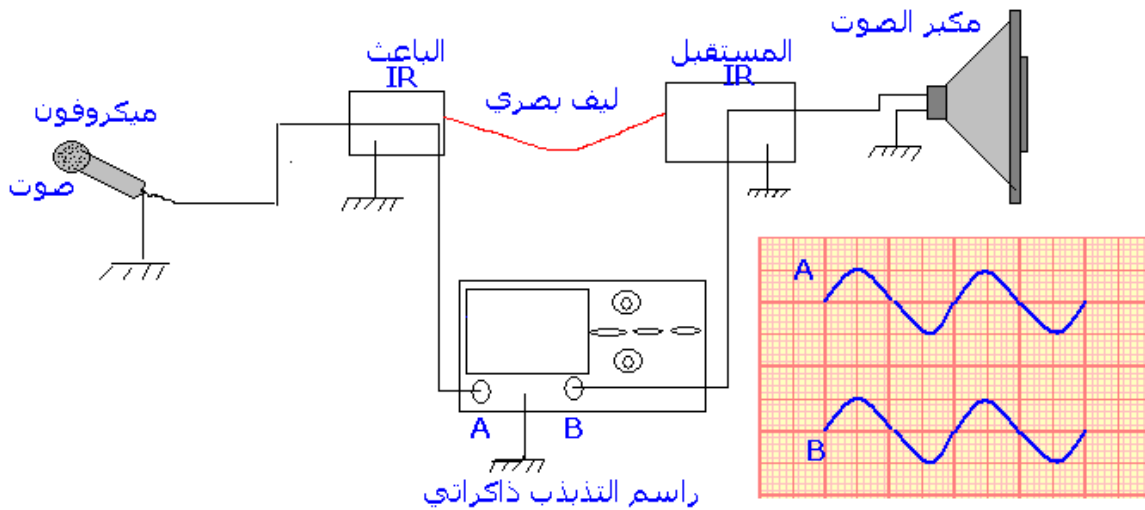 مكبر الصوت
المستقبل
IR
الباعث
IR
ليف بصري
ميكروفون
صوت
A
B
A
B
راسم التذبذب ذاكراتي